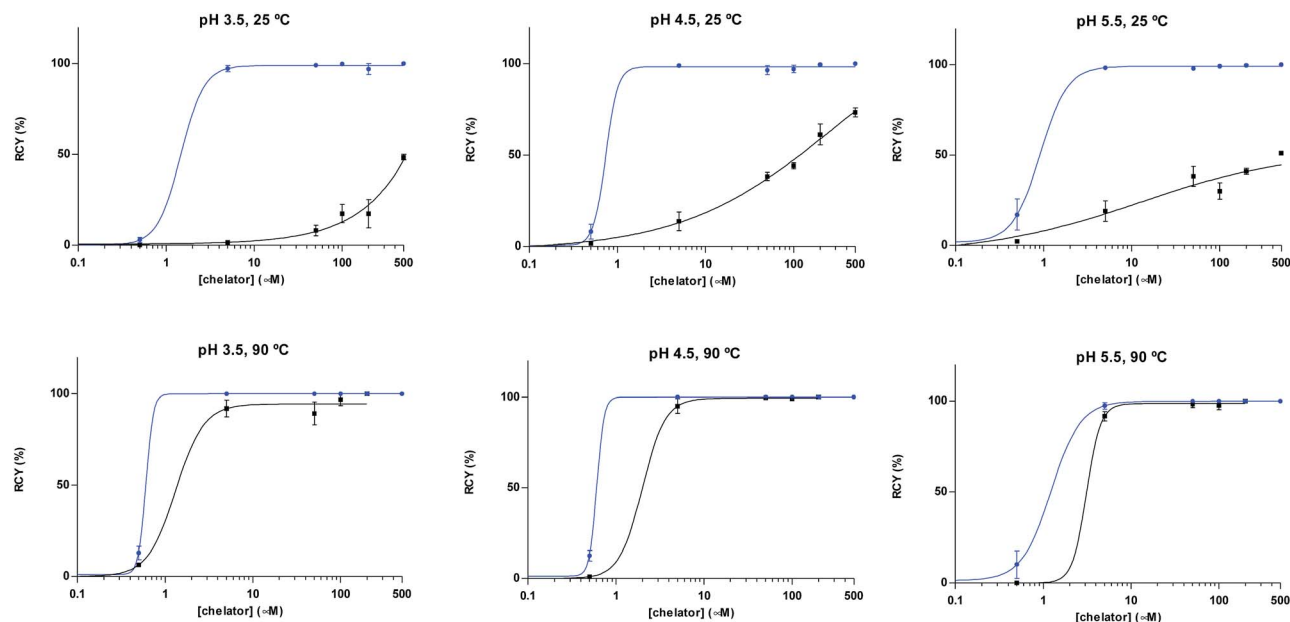 pH 3.5, 25 ºC
RCY (%)
100
50
0
0.1 1 10 100 500
[chelator] (∝M)
pH 4.5, 25 ºC
RCY (%)
100
50
0
0.1 1 10 100 500
[chelator] (∝M)
pH 5.5, 25 ºC
RCY (%)
100
50
0
0.1 1 10 100 500
[chelator] (∝M)
pH 3.5, 90 ºC
RCY (%)
100
50
0
0.1 1 10 100 500
[chelator] (∝M)
pH 4.5, 90 ºC
RCY (%)
100
50
0
0.1 1 10 100 500
[chelator] (∝M)
pH 5.5, 90 ºC
RCY (%)
100
50
0
0.1 1 10 100 500
[chelator] (∝M)